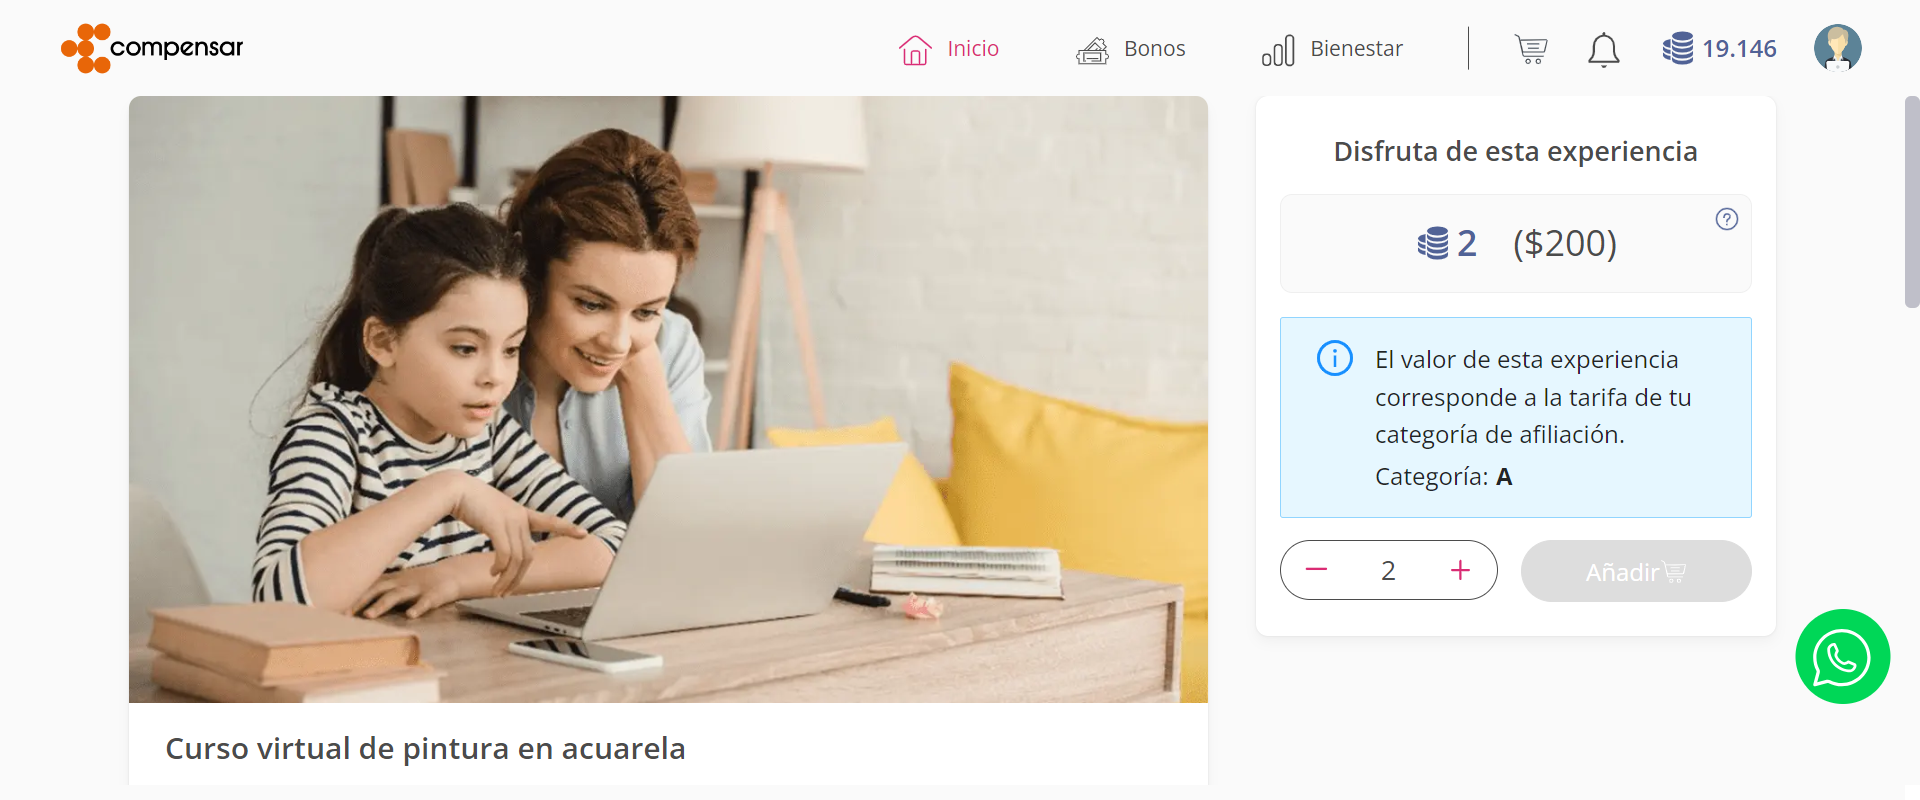 compensar
Inicio
Bonos
Bienestar
19.146
Disfruta de esta experiencia
2 ($200)
?
El valor de esta experiencia
corresponde a la tarifa de tu
categoría de afiliación.
Categoría: A
2
Añadir
Curso virtual de pintura en acuarela